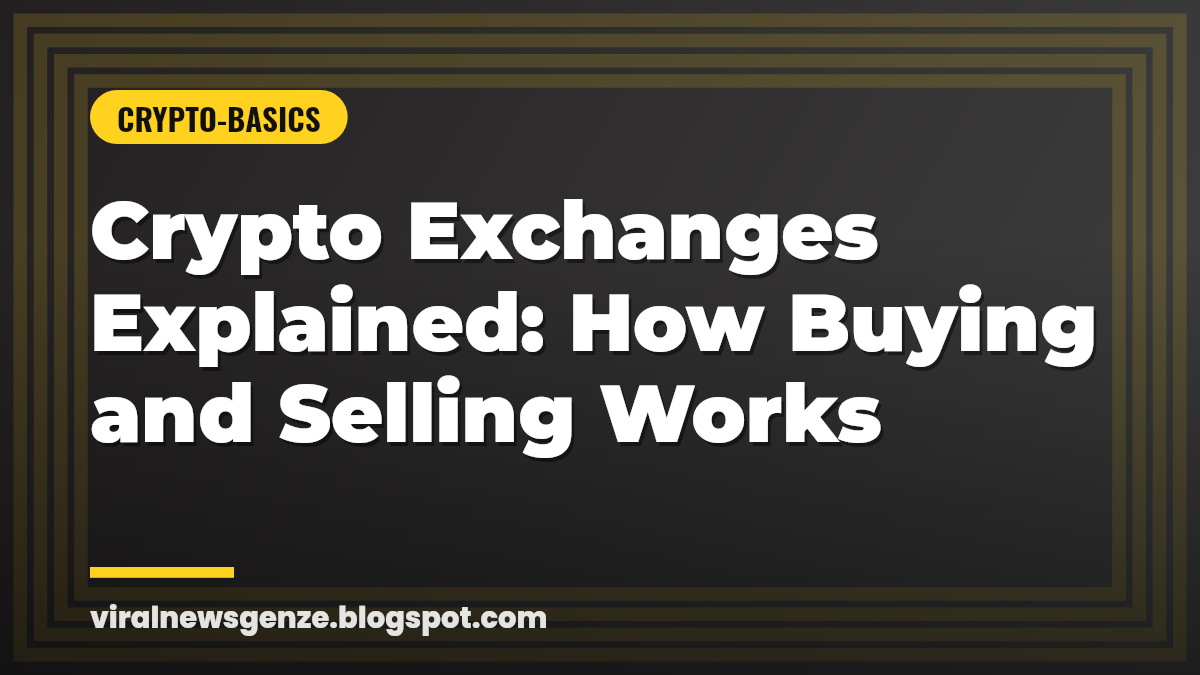 CRYPTO-BASICS
Crypto Exchanges
Explained: How Buying
and Selling Works
viralnewsgenze.blogspot.com